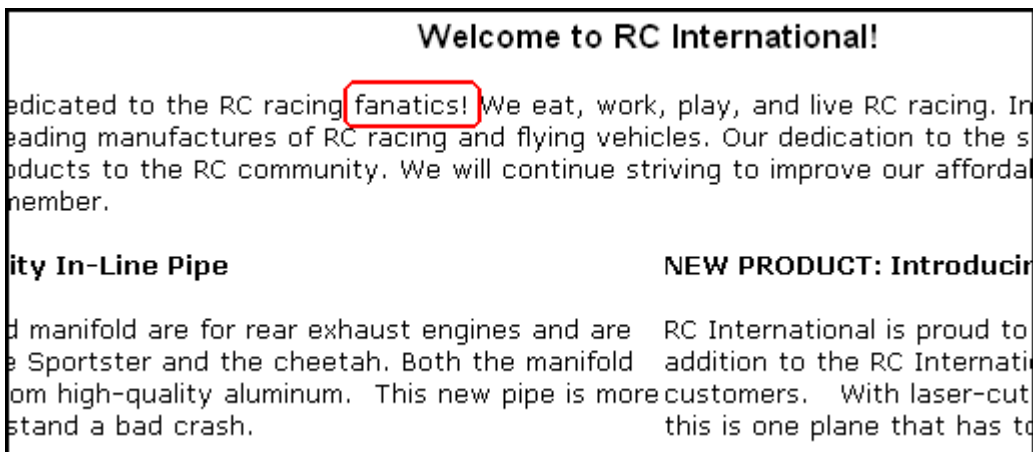 Welcome to RC International!
edicated to the RC racing fanatics! We eat, work, play, and live RC racing. In
eading manufactures of RC racing and flying vehicles. Our dedication to the s
oducts to the RC community. We will continue striving to improve our afforda
member.
ity In-Line Pipe
d manifold are for rear exhaust engines and are
e Sportster and the cheetah. Both the manifold
om high-quality aluminum.  This new pipe is more
stand a bad crash.
NEW PRODUCT: Introducin
RC International is proud to
addition to the RC Internati
customers.   With laser-cut
this is one plane that has to